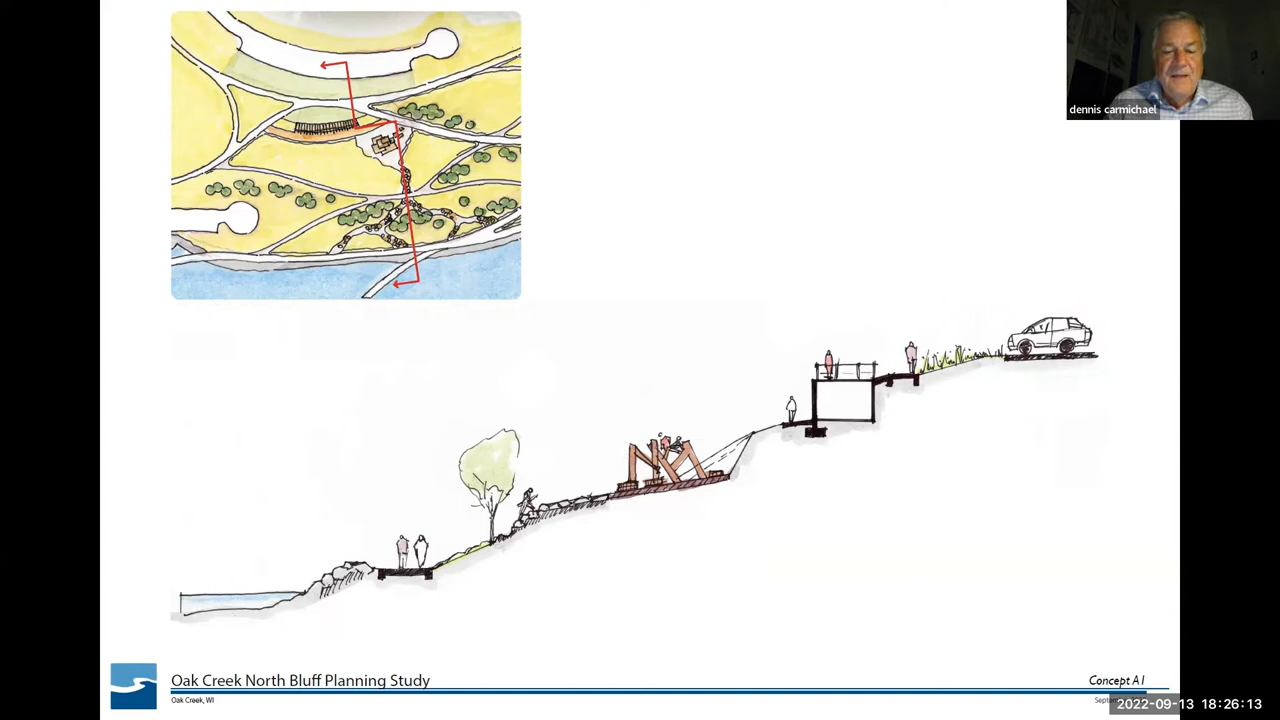 dennis carmichael
Oak Creek North Bluff Planning Study
Concept A1
Oak Creek, WI
2022-09-13 18:26:13